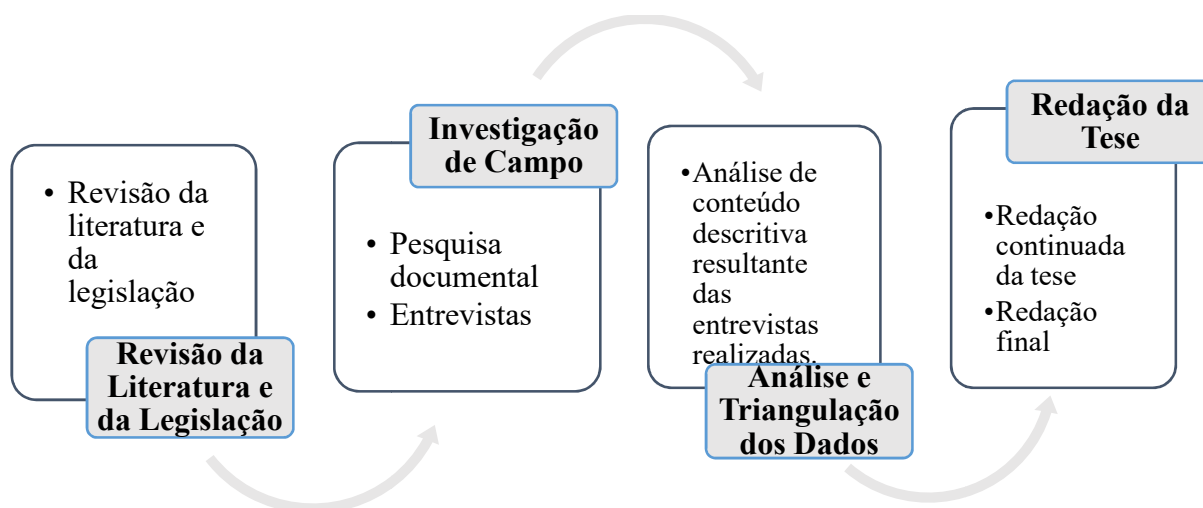 • Revisão da
literatura e
da
legislação
Revisão da
Literatura e
da Legislação
Investigação
de Campo
• Pesquisa
documental
• Entrevistas
•Análise de
conteúdo
descritiva
resultante
das
entrevistas
realizadas.
Análise e
Triangulação
dos Dados
Redação da
Tese
•Redação
continuada
da tese
•Redação
final